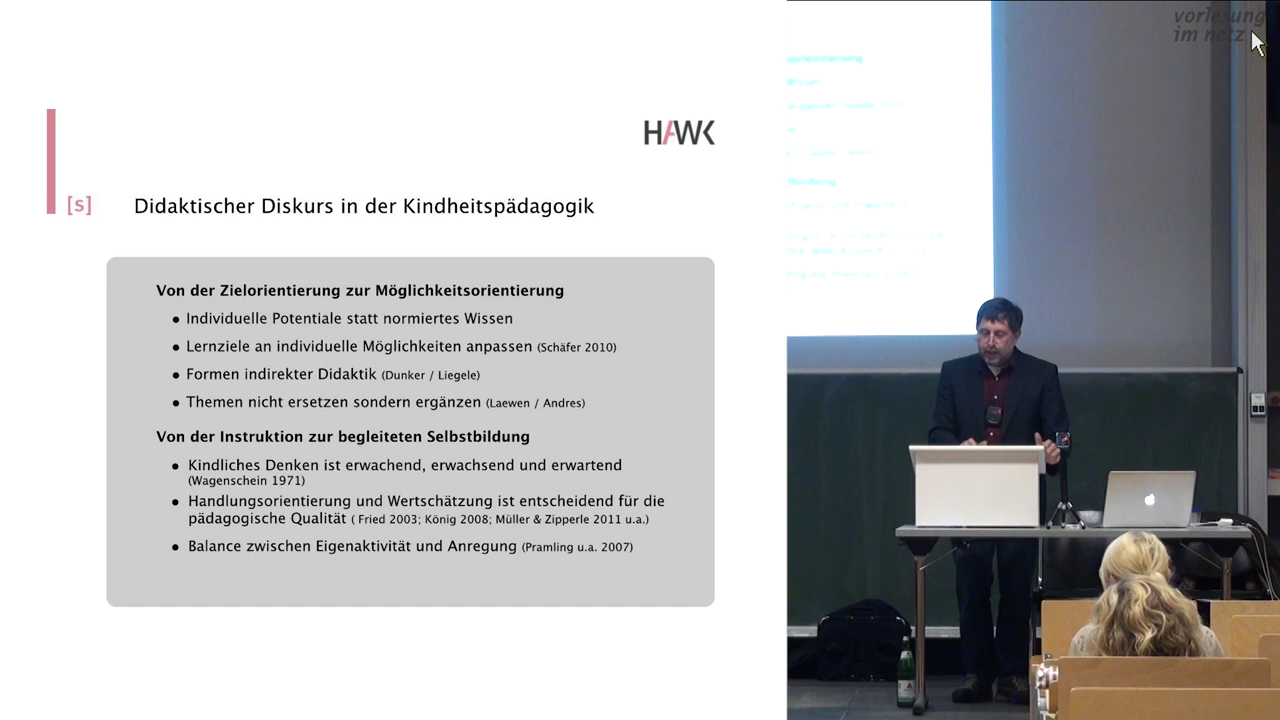 vorlesung
im netz
HAWK
[s] Didaktischer Diskurs in der Kindheitspädagogik
Von der Zielorientierung zur Möglichkeitsorientierung
• Individuelle Potentiale statt normiertes Wissen
• Lernziele an individuelle Möglichkeiten anpassen (Schäfer 2010)
• Formen indirekter Didaktik (Dunker / Liegele)
• Themen nicht ersetzen sondern ergänzen (Laewen / Andres)
Von der Instruktion zur begleiteten Selbstbildung
• Kindliches Denken ist erwachend, erwachsend und erwartend
(Wagenschein 1971)
• Handlungsorientierung und Wertschätzung ist entscheidend für die
pädagogische Qualität ( Fried 2003; König 2008; Müller & Zipperle 2011 u.a.)
• Balance zwischen Eigenaktivität und Anregung (Pramling u.a. 2007)